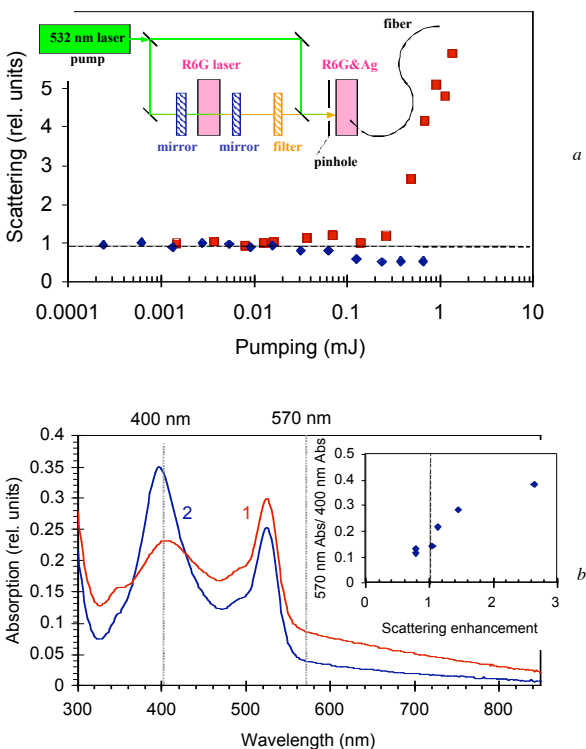 532 nm laser
pump
R6G laser
R6G&Ag
fiber
mirror
mirror
filter
pinhole
Scattering (rel. units)
5
4
3
2
1
0
0.0001
0.001
0.01
0.1
1
10
Pumping (mJ)
a
400 nm
570 nm
Absorption (rel. units)
0.4
0.35
0.3
0.25
0.2
0.15
0.1
0.05
0
2
1
570 nm Abs/ 400 nm Abs
0.5
0.4
0.3
0.2
0.1
0
0
1
2
3
Scattering enhancement
b
300
400
500
600
700
800
Wavelength (nm)